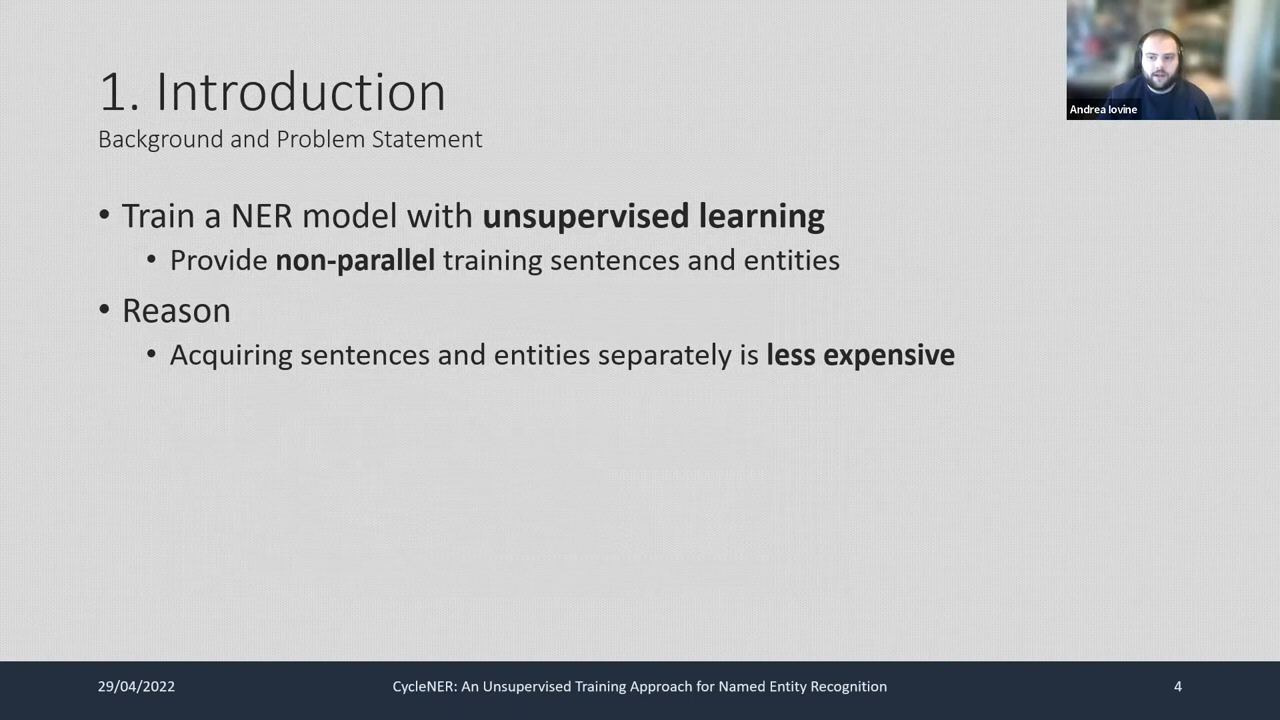 1. Introduction
Background and Problem Statement
• Train a NER model with unsupervised learning
• Provide non-parallel training sentences and entities
• Reason
• Acquiring sentences and entities separately is less expensive
Andrea Iovine
29/04/2022
CycleNER: An Unsupervised Training Approach for Named Entity Recognition
4